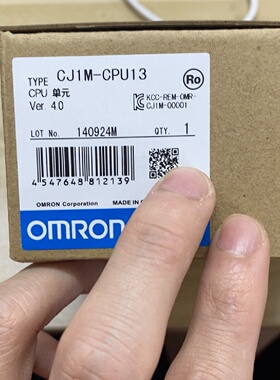 TYPE CJ1M-CPU13
CPU 单元
Ver. 4.0
Ro
KCC-REM-OMR-
CJ1M-00001
LOT No. 140924M
QTY. 1
4 547648 812139
OMRON Corporation
MADE IN
OMRON